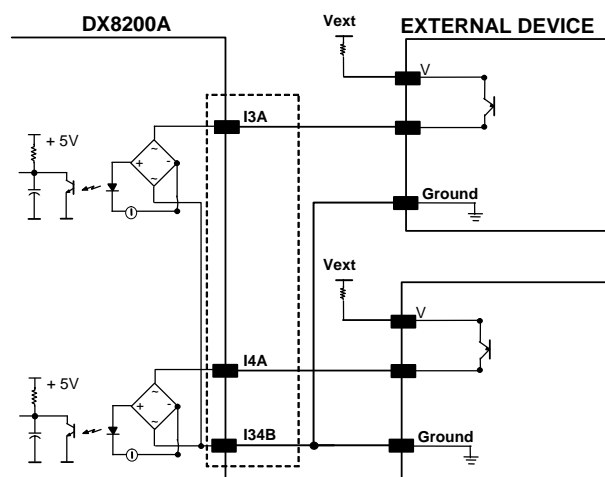 DX8200A
EXTERNAL DEVICE
Vext
V
I3A
+ 5V
+
-
~
~
I
Ground
Vext
V
I4A
+ 5V
+
-
~
~
I
I34B
Ground